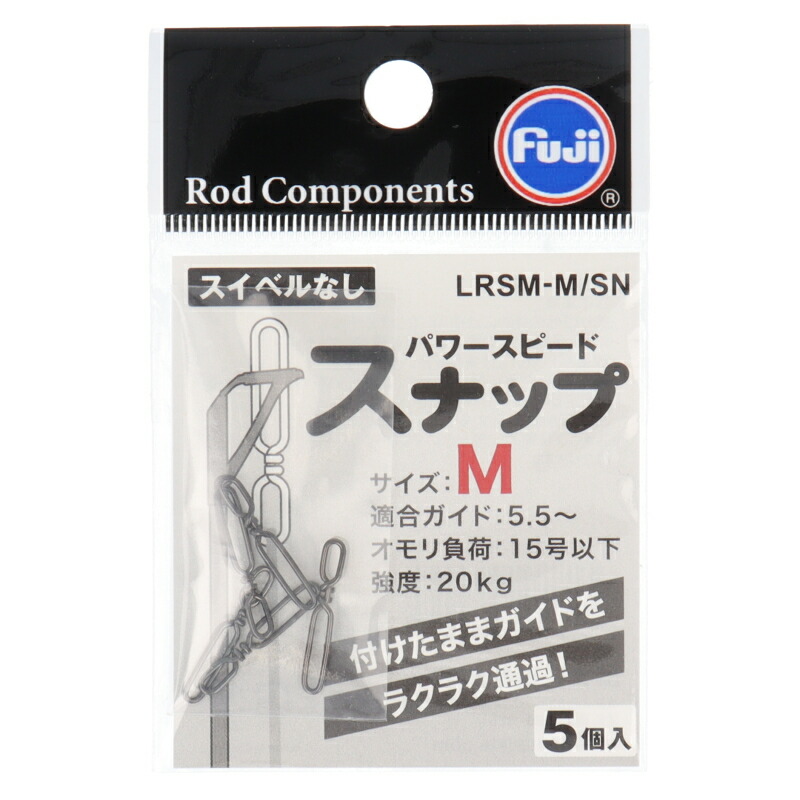 Fuji
®
Rod Components
スイベルなし
LRSM-M/SN
パワースピード
スナップ
サイズ:M
適合ガイド:5.5～
オモリ負荷:15号以下
強度:20kg
付けたままガイドを
ラクラク通過!
5個入